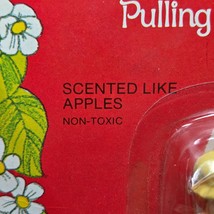 Pulling
SCENTED LIKE
APPLES
NON-TOXIC